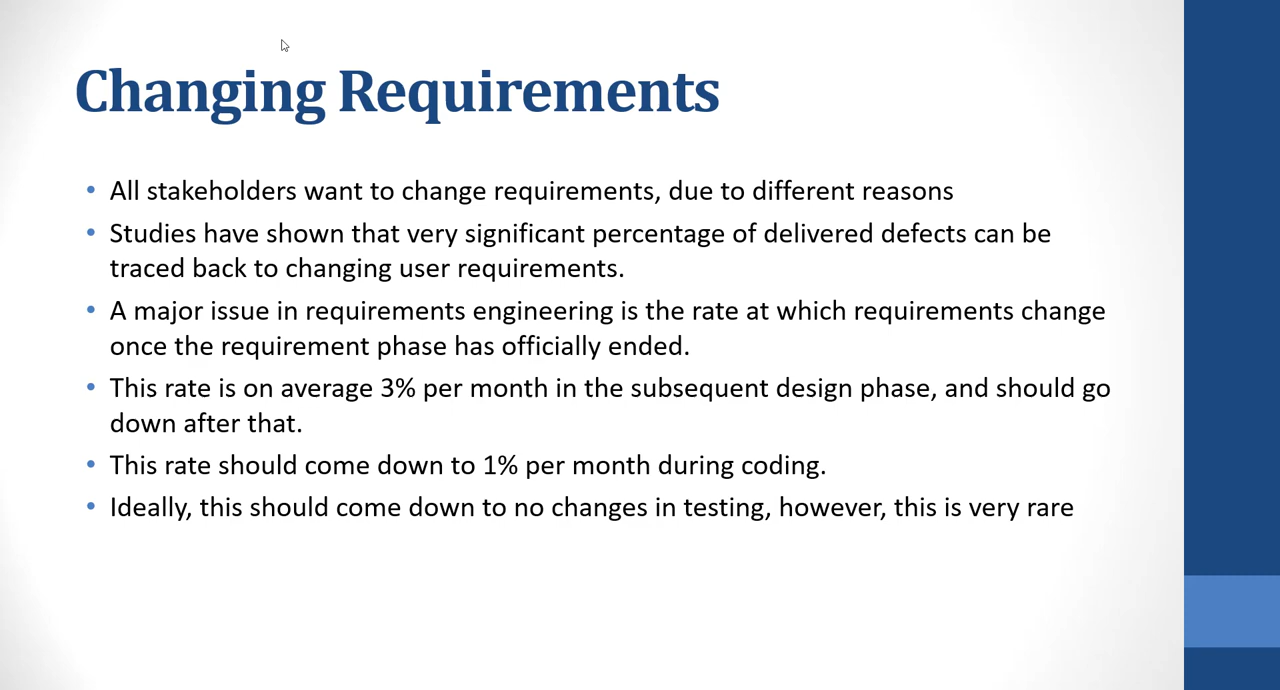 Changing Requirements
• All stakeholders want to change requirements, due to different reasons
• Studies have shown that very significant percentage of delivered defects can be
traced back to changing user requirements.
• A major issue in requirements engineering is the rate at which requirements change
once the requirement phase has officially ended.
• This rate is on average 3% per month in the subsequent design phase, and should go
down after that.
• This rate should come down to 1% per month during coding.
• Ideally, this should come down to no changes in testing, however, this is very rare